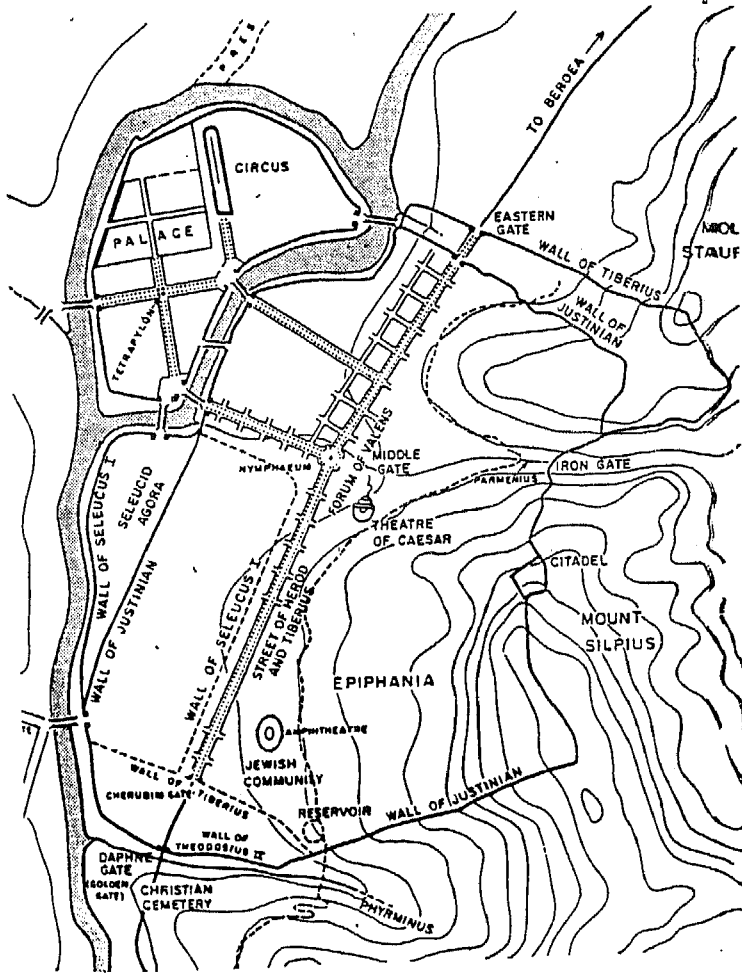 PRES
TO BEROEA
CIRCUS
PALACE
TETRAPYLON
EASTERN
GATE
WALL OF TIBERIUS
WALL OF
JUSTINIAN
FORUM OF VALENS
MIDDLE
GATE
NYMPHAEUM
IRON GATE
PARMENIUS
THEATRE
OF CAESAR
CITADEL
MOUNT
SILPIUS
WALL OF SELEUCUS I
SELEUCID
AGORA
WALL OF JUSTINIAN
WALL OF SELEUCUS I
STREET OF HEROD
AND TIBERIUS
EPIPHANIA
AMPHITHEATRE
JEWISH
COMMUNITY
WALL OF TIBERIUS
CHERUBIM GATE
RESERVOIR
WALL OF JUSTINIAN
WALL OF
THEODOSIUS II
DAPHNE
GATE
(GOLDEN
GATE)
CHRISTIAN
CEMETERY
PHYRMINUS